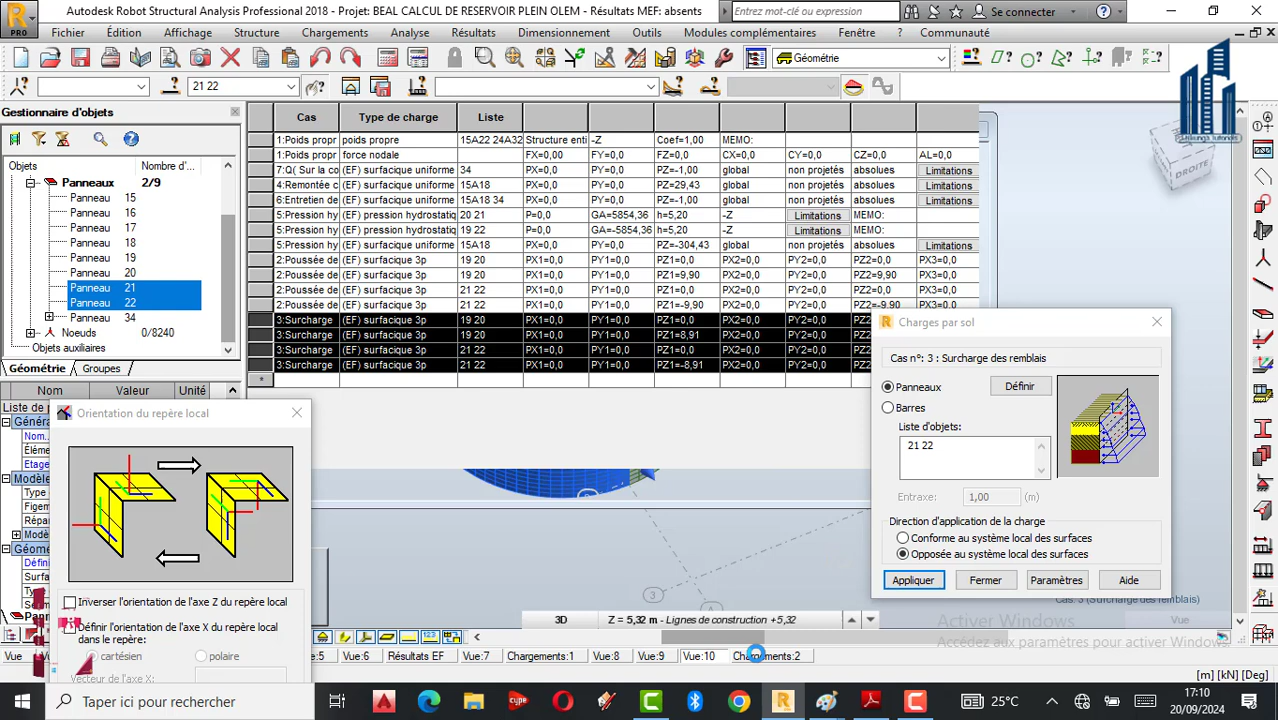 Autodesk Robot Structural Analysis Professional 2018 - Projet: BEAL CALCUL DE RESERVOIR PLEIN OLEM - Résultats MEF: absents
Entrez mot-clé ou expression
Se connecter
PRO
Fichier Edition Affichage Structure Chargements Analyse Résultats Dimensionnement Outils Modules complémentaires Fenêtre ? Communauté
Géométrie
21 22
Gestionnaire d'objets
Objets Nombre d'...
Panneaux 2/9
Panneau 15
Panneau 16
Panneau 17
Panneau 18
Panneau 19
Panneau 20
Panneau 21
Panneau 22
Panneau 34
Noeuds 0/8240
Objets auxiliaires
Géométrie Groupes
Nom Valeur Unité
Cas Type de charge Liste
1:Poids propr poids propre 15A22 24A32 Structure enti -Z Coef=1,00 MEMO:
1:Poids propr force nodale FX=0,00 FY=0,0 FZ=0,0 CX=0,0 CY=0,0 CZ=0,0 AL=0,0
7:Q( Sur la co (EF) surfacique uniforme 34 PX=0,0 PY=0,0 PZ=-1,00 global non projetés absolues Limitations
4:Remontée c (EF) surfacique uniforme 15A18 PX=0,0 PY=0,0 PZ=29,43 global non projetés absolues Limitations
6:Entretien de (EF) surfacique uniforme 15A18 34 PX=0,0 PY=0,0 PZ=-1,00 global non projetés absolues Limitations
5:Pression hy (EF) pression hydrostatiq 20 21 P=0,0 GA=5854,36 h=5,20 -Z Limitations MEMO:
5:Pression hy (EF) pression hydrostatiq 19 22 P=0,0 GA=-5854,36 h=5,20 -Z Limitations MEMO:
5:Pression hy (EF) surfacique uniforme 15A18 PX=0,0 PY=0,0 PZ=-304,43 global non projetés absolues Limitations
2:Poussée de (EF) surfacique 3p 19 20 PX1=0,0 PY1=0,0 PZ1=0,0 PX2=0,0 PY2=0,0 PZ2=0,0 PX3=0,0
2:Poussée de (EF) surfacique 3p 19 20 PX1=0,0 PY1=0,0 PZ1=9,90 PX2=0,0 PY2=0,0 PZ2=9,90 PX3=0,0
2:Poussée de (EF) surfacique 3p 21 22 PX1=0,0 PY1=0,0 PZ1=0,0 PX2=0,0 PY2=0,0 PZ2=0,0 PX3=0,0
2:Poussée de (EF) surfacique 3p 21 22 PX1=0,0 PY1=0,0 PZ1=-9,90 PX2=0,0 PY2=0,0 PZ2=-9,90 PX3=0,0
3:Surcharge (EF) surfacique 3p 19 20 PX1=0,0 PY1=0,0 PZ1=0,0 PX2=0,0 PY2=0,0 PZ2
3:Surcharge (EF) surfacique 3p 19 20 PX1=0,0 PY1=0,0 PZ1=8,91 PX2=0,0 PY2=0,0 PZ2
3:Surcharge (EF) surfacique 3p 21 22 PX1=0,0 PY1=0,0 PZ1=0,0 PX2=0,0 PY2=0,0 PZ2
3:Surcharge (EF) surfacique 3p 21 22 PX1=0,0 PY1=0,0 PZ1=-8,91 PX2=0,0 PY2=0,0 PZ2
*
DROITE
Orientation du repère local
Inverser l'orientation de l'axe Z du repère local
Définir l'orientation de l'axe X du repère local
dans le repère:
cartésien polaire
Vecteur de l'axe X:
Charges par sol
Cas n°: 3 : Surcharge des remblais
Panneaux Définir
Barres
Liste d'objets:
21 22
Entraxe: 1,00 (m)
Direction d'application de la charge
Conforme au système local des surfaces
Opposée au système local des surfaces
Appliquer Fermer Paramètres Aide
Cas: 3 (Surcharge des remblais)
Activer Windows
Accédez aux paramètres pour activer Windows.
3
3D Z = 5,32 m - Lignes de construction +5,32
Vue
Vue :5 Vue:6 Résultats EF Vue:7 Chargements:1 Vue:8 Vue:9 Vue:10 Chargements:2
[m] [kN] [Deg]
Taper ici pour rechercher
cype
25°C
17:10
20/09/2024